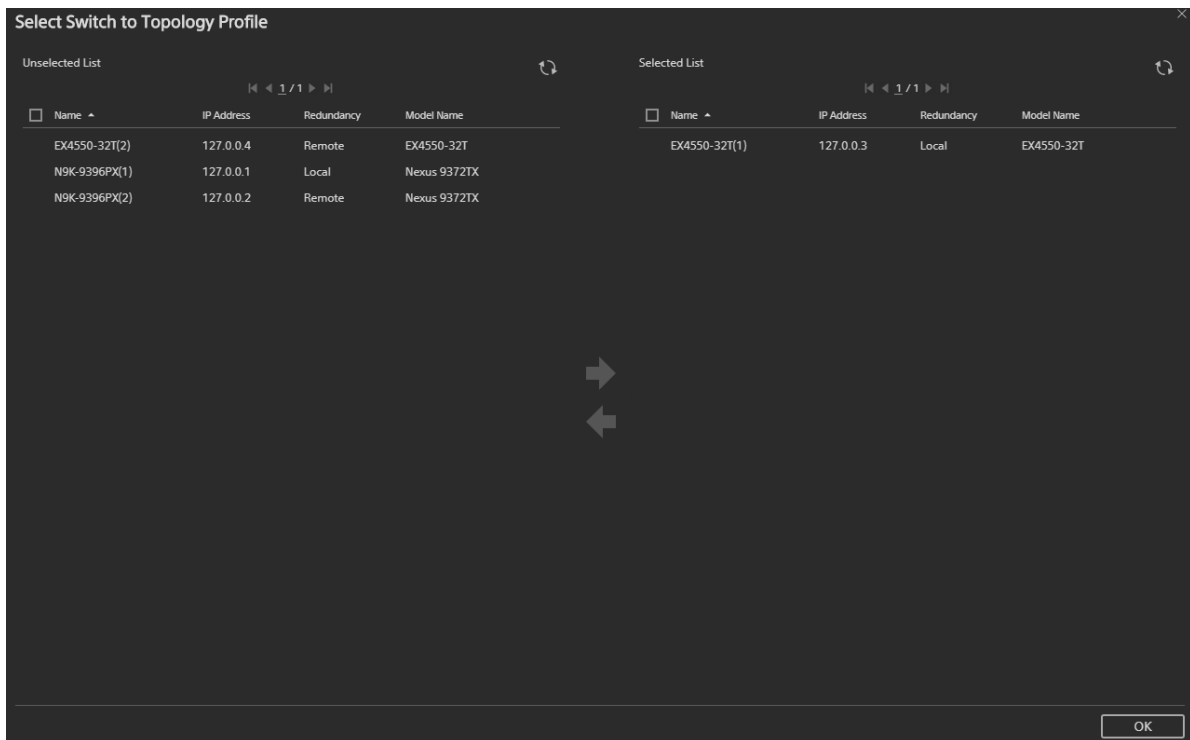 Select Switch to Topology Profile
Unselected List
1 / 1
Name IP Address Redundancy Model Name
EX4550-32T(2) 127.0.0.4 Remote EX4550-32T
N9K-9396PX(1) 127.0.0.1 Local Nexus 9372TX
N9K-9396PX(2) 127.0.0.2 Remote Nexus 9372TX
Selected List
1 / 1
Name IP Address Redundancy Model Name
EX4550-32T(1) 127.0.0.3 Local EX4550-32T
OK